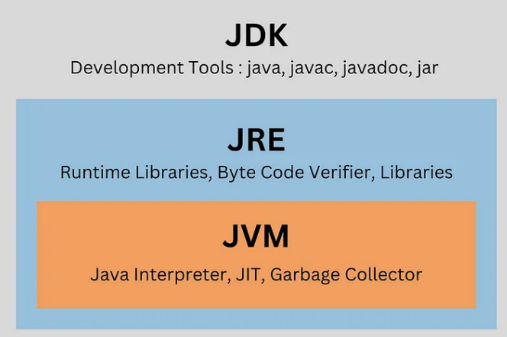 JDK
Development Tools : java, javac, javadoc, jar
JRE
Runtime Libraries, Byte Code Verifier, Libraries
JVM
Java Interpreter, JIT, Garbage Collector